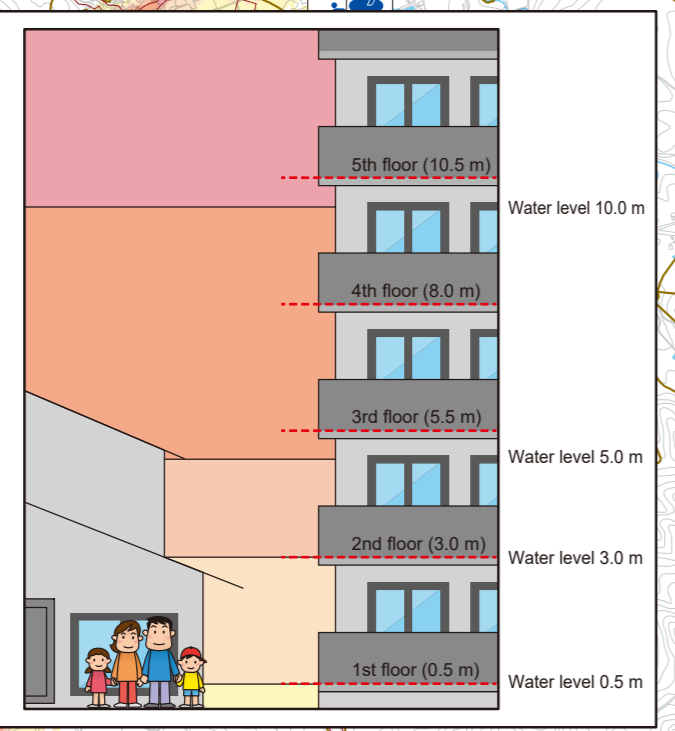 5th floor (10.5 m)
Water level 10.0 m
4th floor (8.0 m)
3rd floor (5.5 m)
Water level 5.0 m
2nd floor (3.0 m)
Water level 3.0 m
1st floor (0.5 m)
Water level 0.5 m